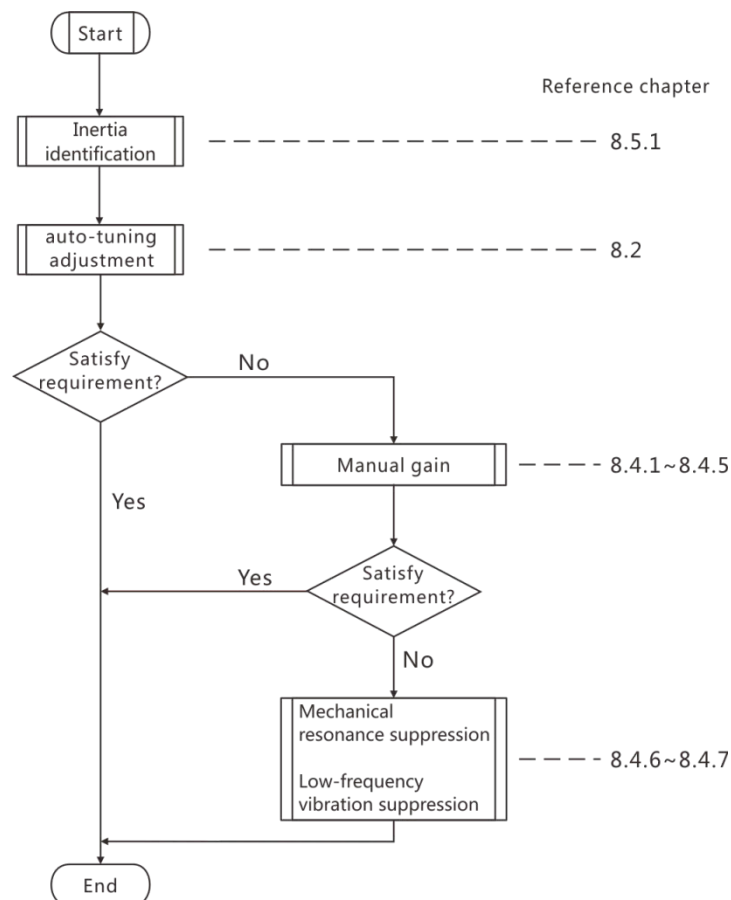 Start
Reference chapter
Inertia
identification
8.5.1
auto-tuning
adjustment
8.2
Satisfy
requirement?
No
Manual gain
8.4.1~8.4.5
Yes
Satisfy
requirement?
Yes
No
Mechanical
resonance suppression
Low-frequency
vibration suppression
8.4.6~8.4.7
End